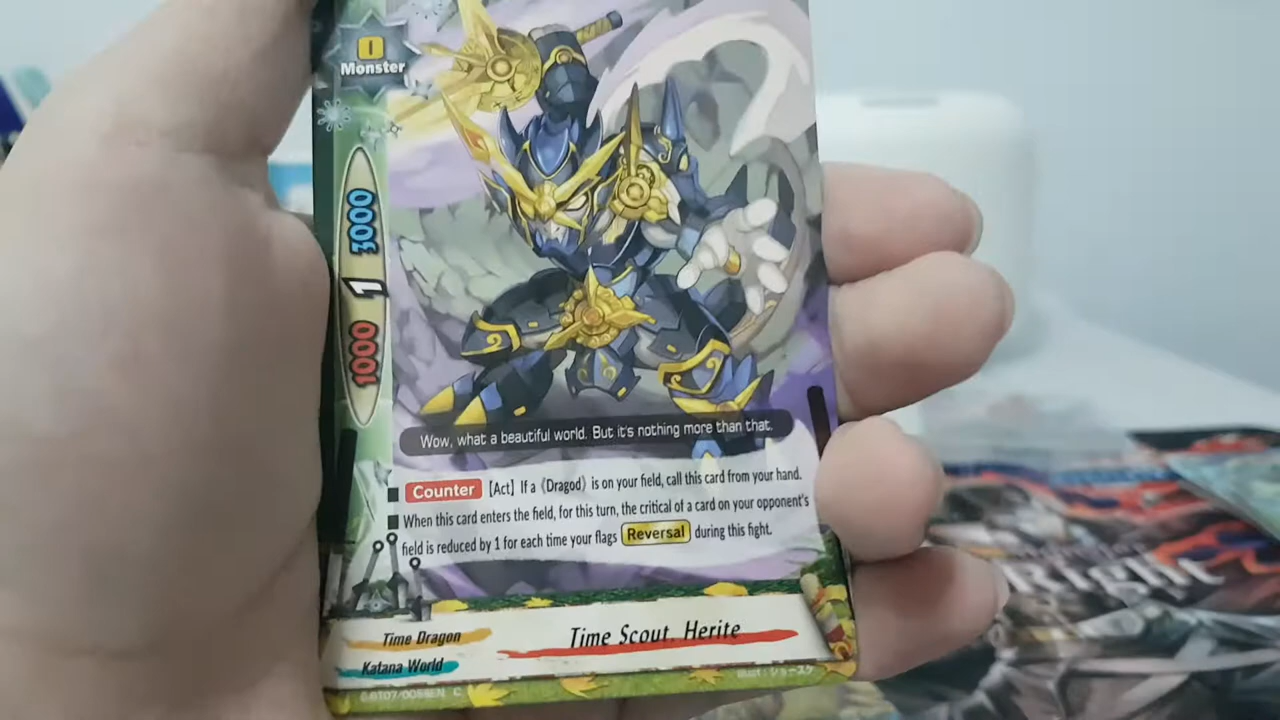 0
Monster
3000
1
1000
Wow, what a beautiful world. But it's nothing more than that.
■ Counter [Act] If a 《Dragod》 is on your field, call this card from your hand.
■ When this card enters the field, for this turn, the critical of a card on your opponent's
field is reduced by 1 for each time your flags Reversal during this fight.
Time Dragon
Time Scout, Herite
Katana World
Illust
Right